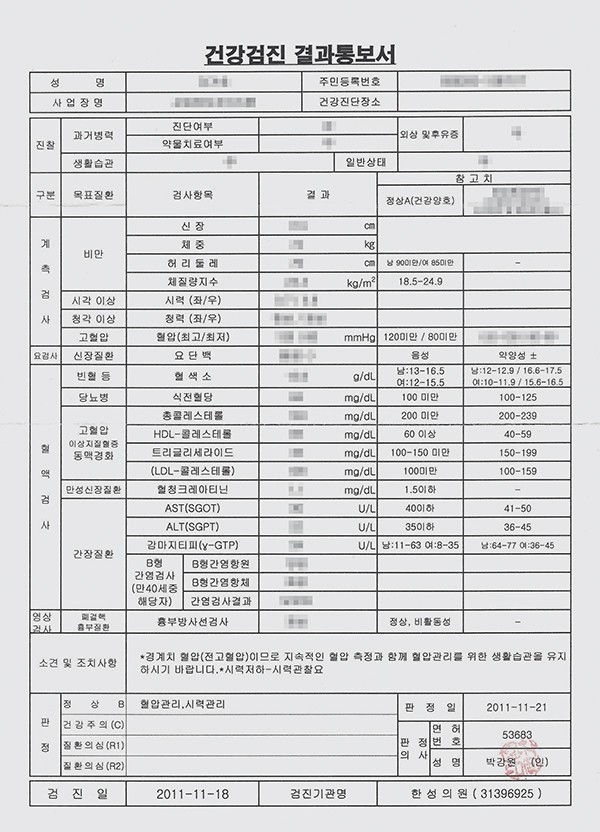 건강검진 결과통보서
성 명 주민등록번호
사 업 장 명 건강진단장소
진찰 과거병력 진단여부 외상 및후유증
약물치료여부
생활습관 일반상태
구분 목표질환 검사항목 결 과 참 고 치
정상A(건강양호)
계측검사 비만 신 장 cm
체 중 kg
허 리 둘 레 cm 남 90미만/여 85미만 -
체질량지수 kg/m² 18.5-24.9
시각 이상 시력 (좌/우)
청각 이상 청력 (좌/우)
고혈압 혈압(최고/최저) mmHg 120미만 / 80미만
요검사 신장질환 요 단 백 음성 약양성 ±
혈액검사 빈혈 등 혈 색 소 g/dL 남:13-16.5 남:12-12.9 / 16.6-17.5
여:12-15.5 여:10-11.9 / 15.6-16.5
당뇨병 식전혈당 mg/dL 100 미만 100-125
고혈압 이상지질혈증 동맥경화 총콜레스테롤 mg/dL 200 미만 200-239
HDL-콜레스테롤 mg/dL 60 이상 40-59
트리글리세라이드 mg/dL 100-150 미만 150-199
(LDL-콜레스테롤) mg/dL 100미만 100-159
만성신장질환 혈청크레아티닌 mg/dL 1.5이하 -
간장질환 AST(SGOT) U/L 40이하 41-50
ALT(SGPT) U/L 35이하 36-45
감마지티피(γ-GTP) U/L 남:11-63 여:8-35 남:64-77 여:36-45
B형 간염검사 (만40세중 해당자) B형간염항원
B형간염항체
간염검사결과
영상검사 폐결핵 흉부질환 흉부방사선검사 정상, 비활동성 -
소견 및 조치사항 *경계치 혈압(전고혈압)이므로 지속적인 혈압 측정과 함께 혈압관리를 위한 생활습관을 유지
하시기 바랍니다.*시력저하-시력관찰요
판정 정 상 B 혈압관리,시력관리 판 정 일 2011-11-21
건강주의(C) 판정의사 면 허 번 호 53683
질환의심(R1)
질환의심(R2) 성 명 박강원 (인)
검 진 일 2011-11-18 검진기관명 한성의원 (31396925)